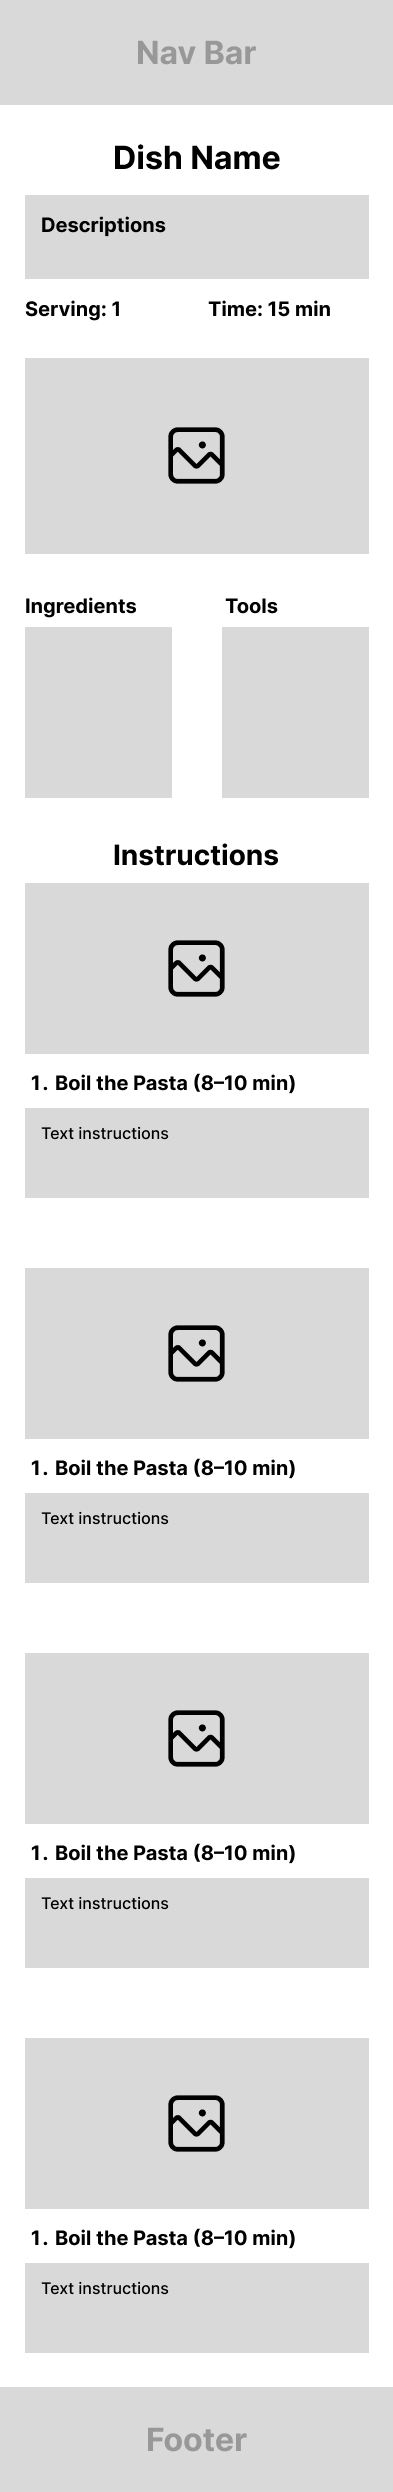 Nav Bar
Dish Name
Descriptions
Serving: 1 Time: 15 min
Ingredients Tools
Instructions
1. Boil the Pasta (8–10 min)
Text instructions
1. Boil the Pasta (8–10 min)
Text instructions
1. Boil the Pasta (8–10 min)
Text instructions
1. Boil the Pasta (8–10 min)
Text instructions
Footer